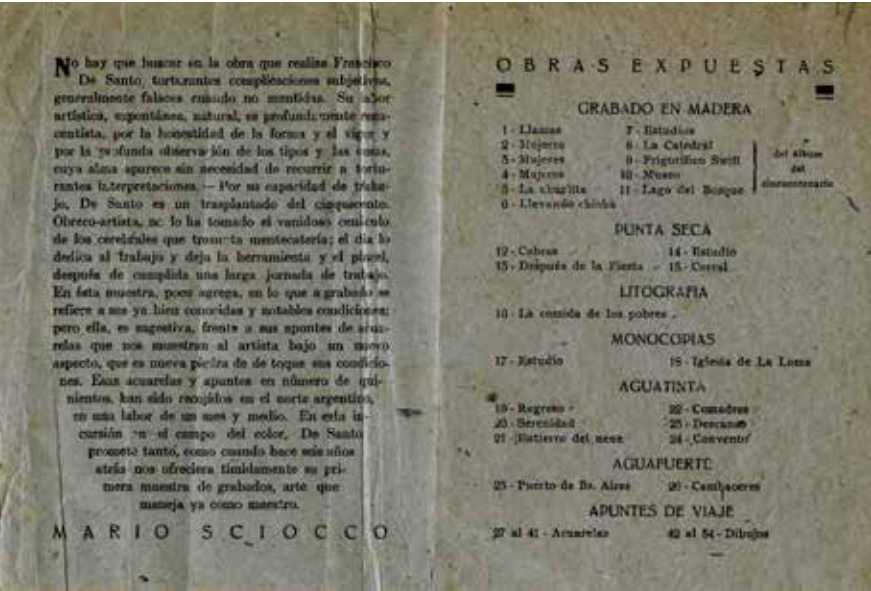 No hay que buscar en la obra que realiza Francisco
De Santo, torturantes complicaciones subjetivas,
generalmente falaces cuando no mentidas. Su labor
artística, espontánea, natural, es profundamente rena-
centista, por la honestidad de la forma y el vigor y
por la profunda observación de los tipos y las cosas,
cuya alma aparece sin necesidad de recurrir a tortu-
rantes interpretaciones. — Por su capacidad de traba-
jo, De Santo es un trasplantado del cinquecento.
Obrero-artista, no lo ha tomado el vanidoso cenáculo
de los cerebrales que trasunta mentecatería; el día lo
dedica al trabajo y deja la herramienta y el pincel,
después de cumplida una larga jornada de trabajo.
En ésta muestra, poco agrega, en lo que a grabado se
refiere a sus ya bien conocidas y notables condiciones;
pero ella, es sugestiva, frente a sus apuntes de acua-
relas que nos muestran al artista bajo un nuevo
aspecto, que es nueva piedra de de toque sus condicio-
nes. Esas acuarelas y apuntes en número de qui-
nientos, han sido recojidos en el norte argentino,
en una labor de un mes y medio. En esta in-
cursión en el campo del color, De Santo
promete tanto, como cuando hace seis años
atrás nos ofreciera tímidamente su pri-
mera muestra de grabados, arte que
maneja ya como maestro.
MARIO SCIOCCO
OBRAS EXPUESTAS
GRABADO EN MADERA
1 - Llamas 7 - Estudios
2 - Mujeres 8 - La Catedral
3 - Mujeres 9 - Frigorífico Swift
4 - Mujeres 10 - Museo
5 - La abuelita 11 - Lago del Bosque
6 - Llevando chicha
del álbum
del
cincuentenario
PUNTA SECA
12 - Cabras 14 - Estudio
13 - Después de la Fiesta 15 - Corral
LITOGRAFIA
16 - La comida de los pobres
MONOCOPIAS
17 - Estudio 18 - Iglesia de La Loma
AGUATINTA
19 - Regreso 22 - Comadres
20 - Serenidad 23 - Descanso
21 - Entierro del nene 24 - Convento
AGUAFUERTE
25 - Puerto de Bs. Aires 26 - Cambaceres
APUNTES DE VIAJE
27 al 41 - Acuarelas 42 al 54 - Dibujos